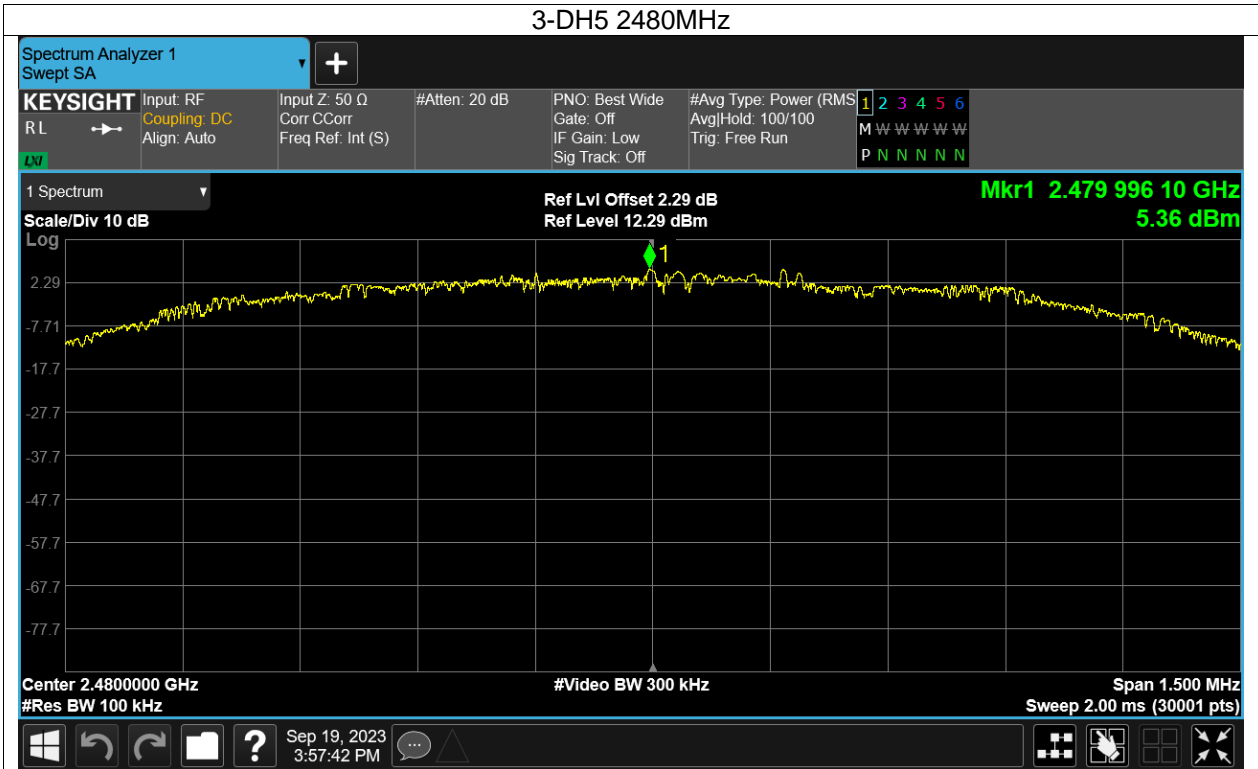 3-DH5 2480MHz
Spectrum Analyzer 1
Swept SA
KEYSIGHT
R L
LXI
Input: RF
Coupling: DC
Align: Auto
Input Z: 50 Ω
Corr CCorr
Freq Ref: Int (S)
#Atten: 20 dB
PNO: Best Wide
Gate: Off
IF Gain: Low
Sig Track: Off
#Avg Type: Power (RMS
Avg|Hold: 100/100
Trig: Free Run
1 2 3 4 5 6
M W W W W W
P N N N N N
1 Spectrum
Scale/Div 10 dB
Ref Lvl Offset 2.29 dB
Ref Level 12.29 dBm
Mkr1 2.479 996 10 GHz
5.36 dBm
Log
1
2.29
-7.71
-17.7
-27.7
-37.7
-47.7
-57.7
-67.7
-77.7
Center 2.4800000 GHz
#Res BW 100 kHz
#Video BW 300 kHz
Span 1.500 MHz
Sweep 2.00 ms (30001 pts)
?
Sep 19, 2023
3:57:42 PM